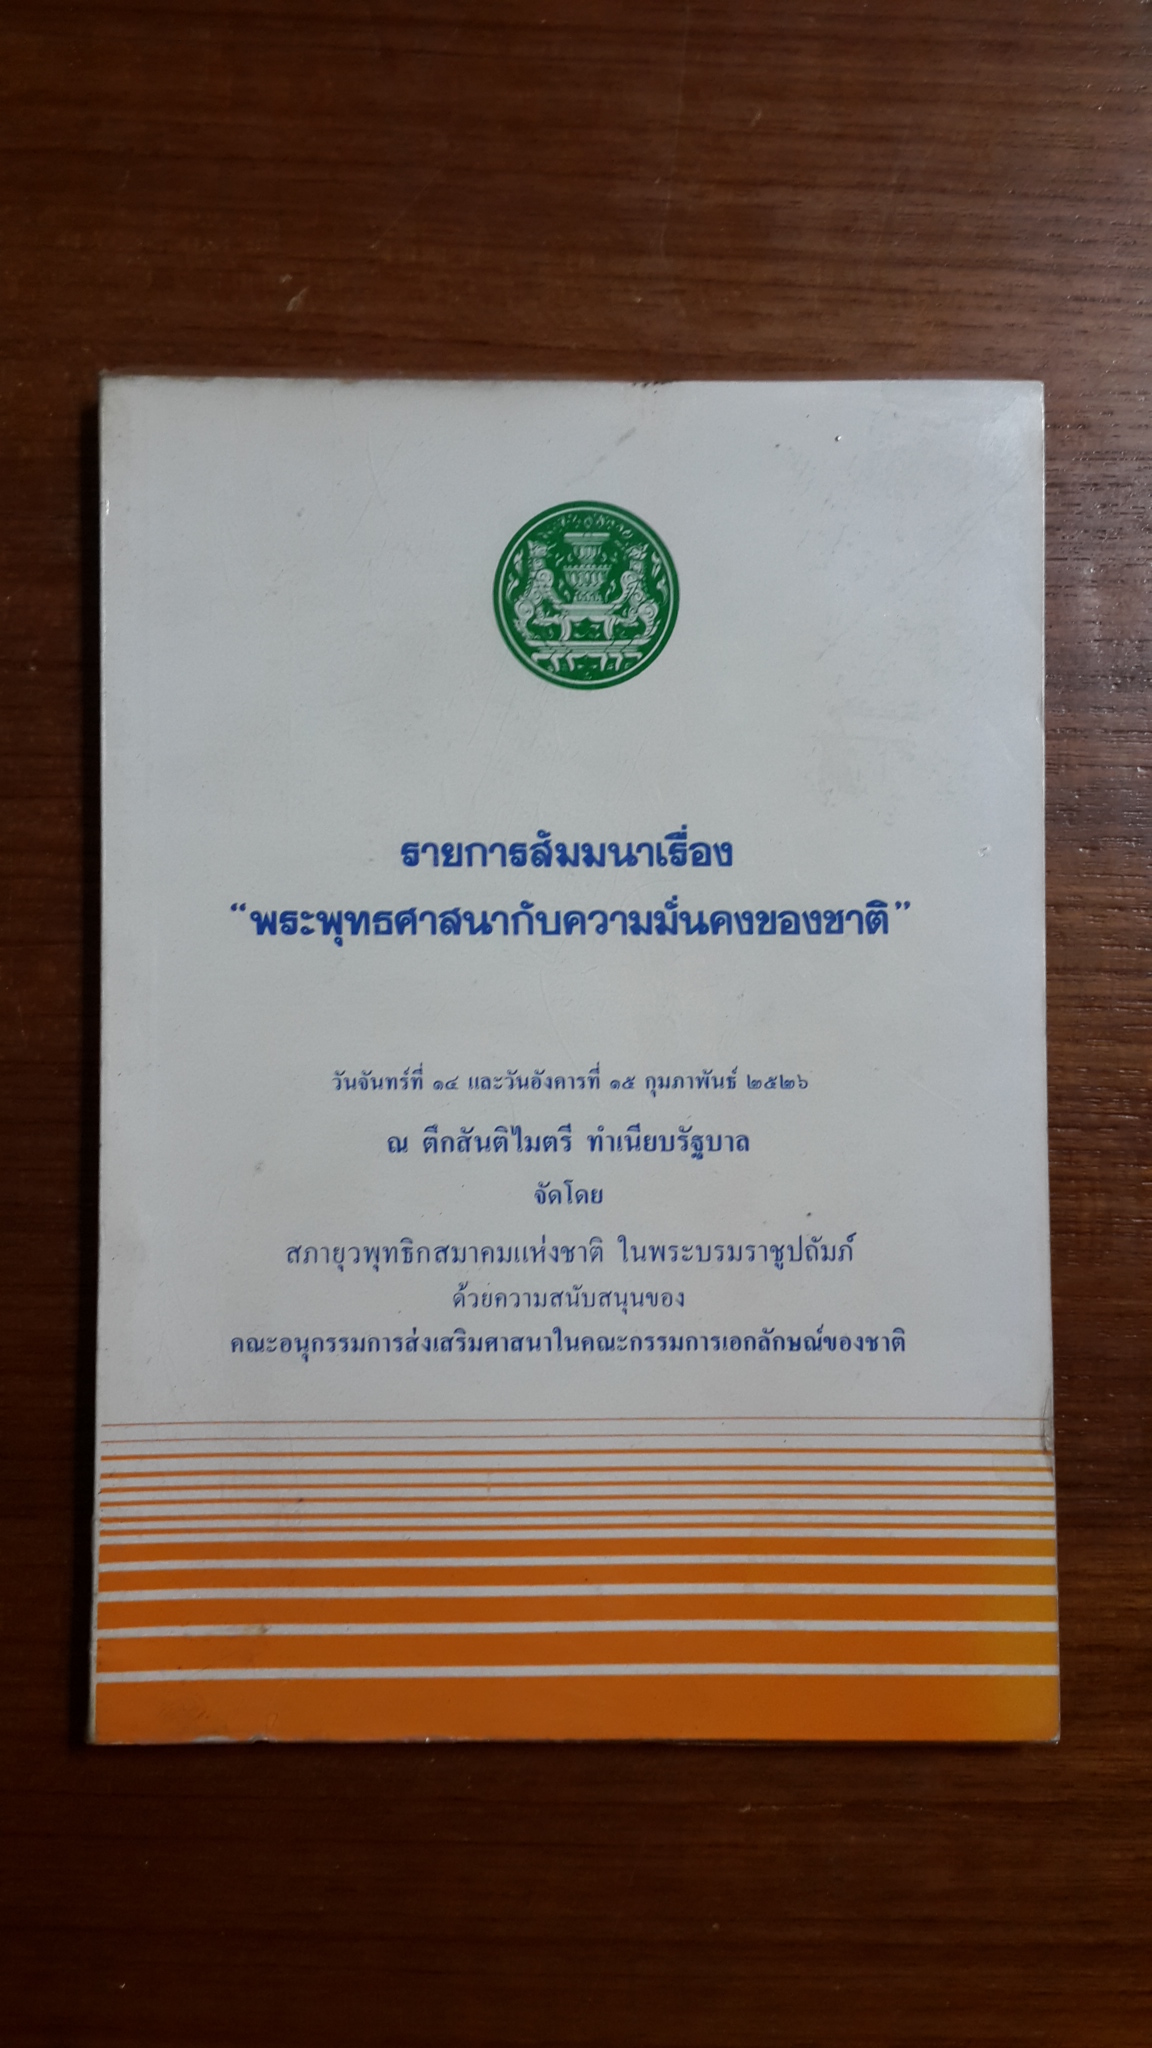 รายการสัมมนาเรื่อง
“พระพุทธศาสนากับความมั่นคงของชาติ”
วันจันทร์ที่ ๑๔ และวันอังคารที่ ๑๕ กุมภาพันธ์ ๒๕๒๖
ณ ตึกสันติไมตรี ทำเนียบรัฐบาล
จัดโดย
สภายุวพุทธิกสมาคมแห่งชาติ ในพระบรมราชูปถัมภ์
ด้วยความสนับสนุนของ
คณะอนุกรรมการส่งเสริมศาสนาในคณะกรรมการเอกลักษณ์ของชาติ